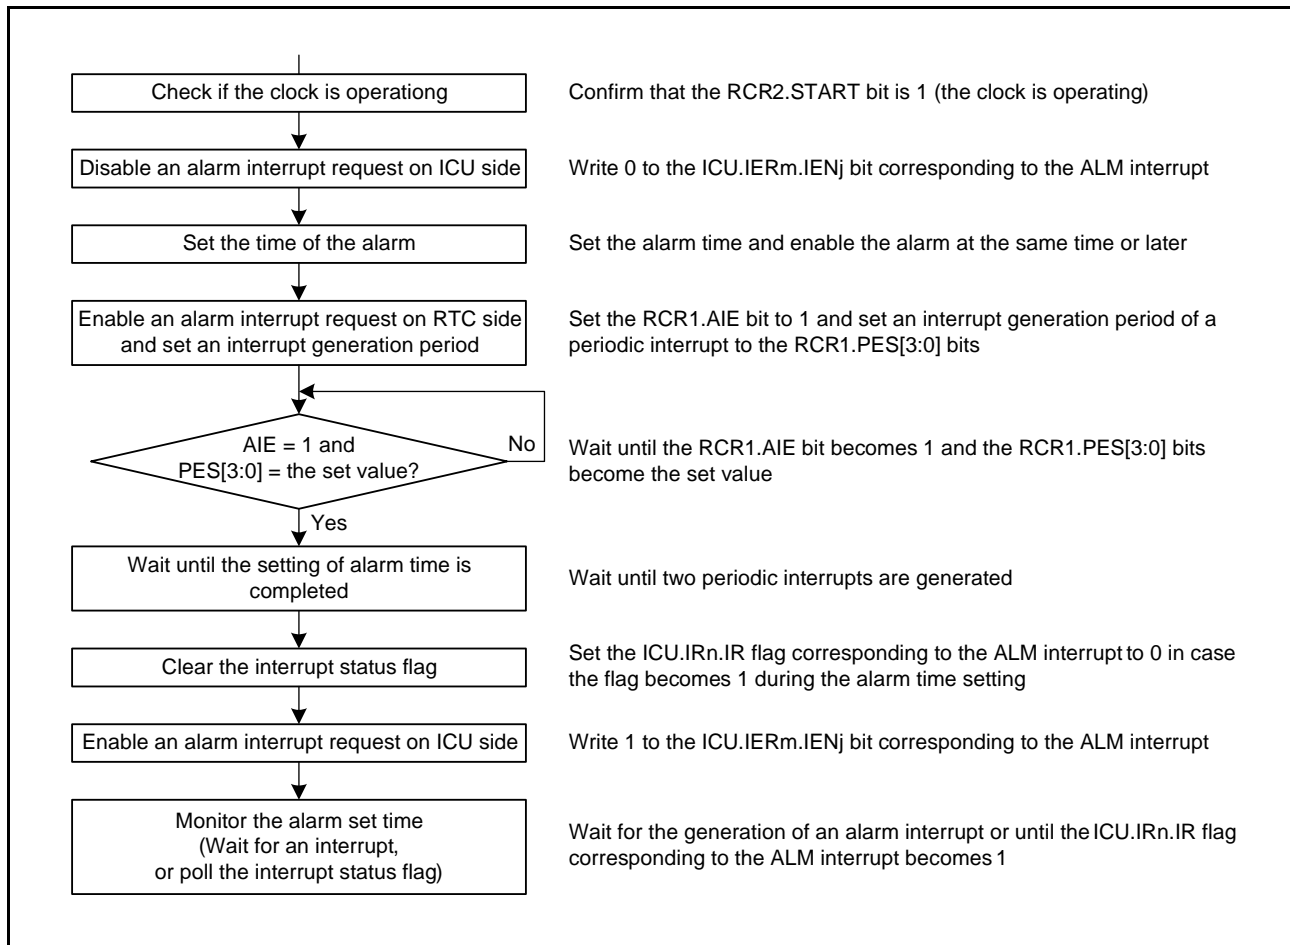 Check if the clock is operationg
Confirm that the RCR2.START bit is 1 (the clock is operating)
Disable an alarm interrupt request on ICU side
Write 0 to the ICU.IERm.IENj bit corresponding to the ALM interrupt
Set the time of the alarm
Set the alarm time and enable the alarm at the same time or later
Enable an alarm interrupt request on RTC side
and set an interrupt generation period
Set the RCR1.AIE bit to 1 and set an interrupt generation period of a
periodic interrupt to the RCR1.PES[3:0] bits
AIE = 1 and
PES[3:0] = the set value?
No
Wait until the RCR1.AIE bit becomes 1 and the RCR1.PES[3:0] bits
become the set value
Yes
Wait until the setting of alarm time is
completed
Wait until two periodic interrupts are generated
Clear the interrupt status flag
Set the ICU.IRn.IR flag corresponding to the ALM interrupt to 0 in case
the flag becomes 1 during the alarm time setting
Enable an alarm interrupt request on ICU side
Write 1 to the ICU.IERm.IENj bit corresponding to the ALM interrupt
Monitor the alarm set time
(Wait for an interrupt,
or poll the interrupt status flag)
Wait for the generation of an alarm interrupt or until the ICU.IRn.IR flag
corresponding to the ALM interrupt becomes 1